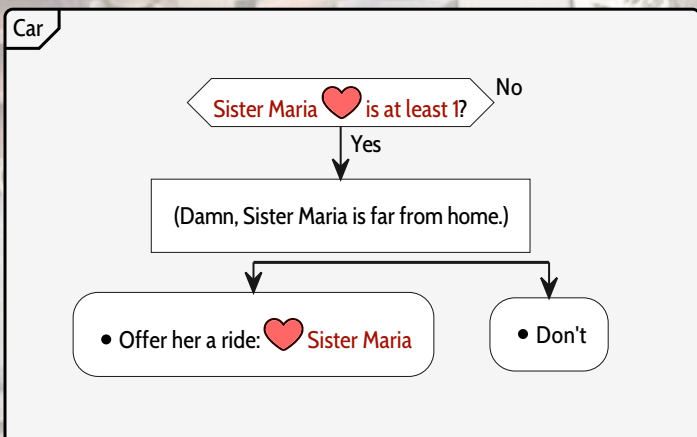 Car
Sister Maria ❤ is at least 1?
No
Yes
(Damn, Sister Maria is far from home.)
• Offer her a ride: ❤ Sister Maria
• Don't